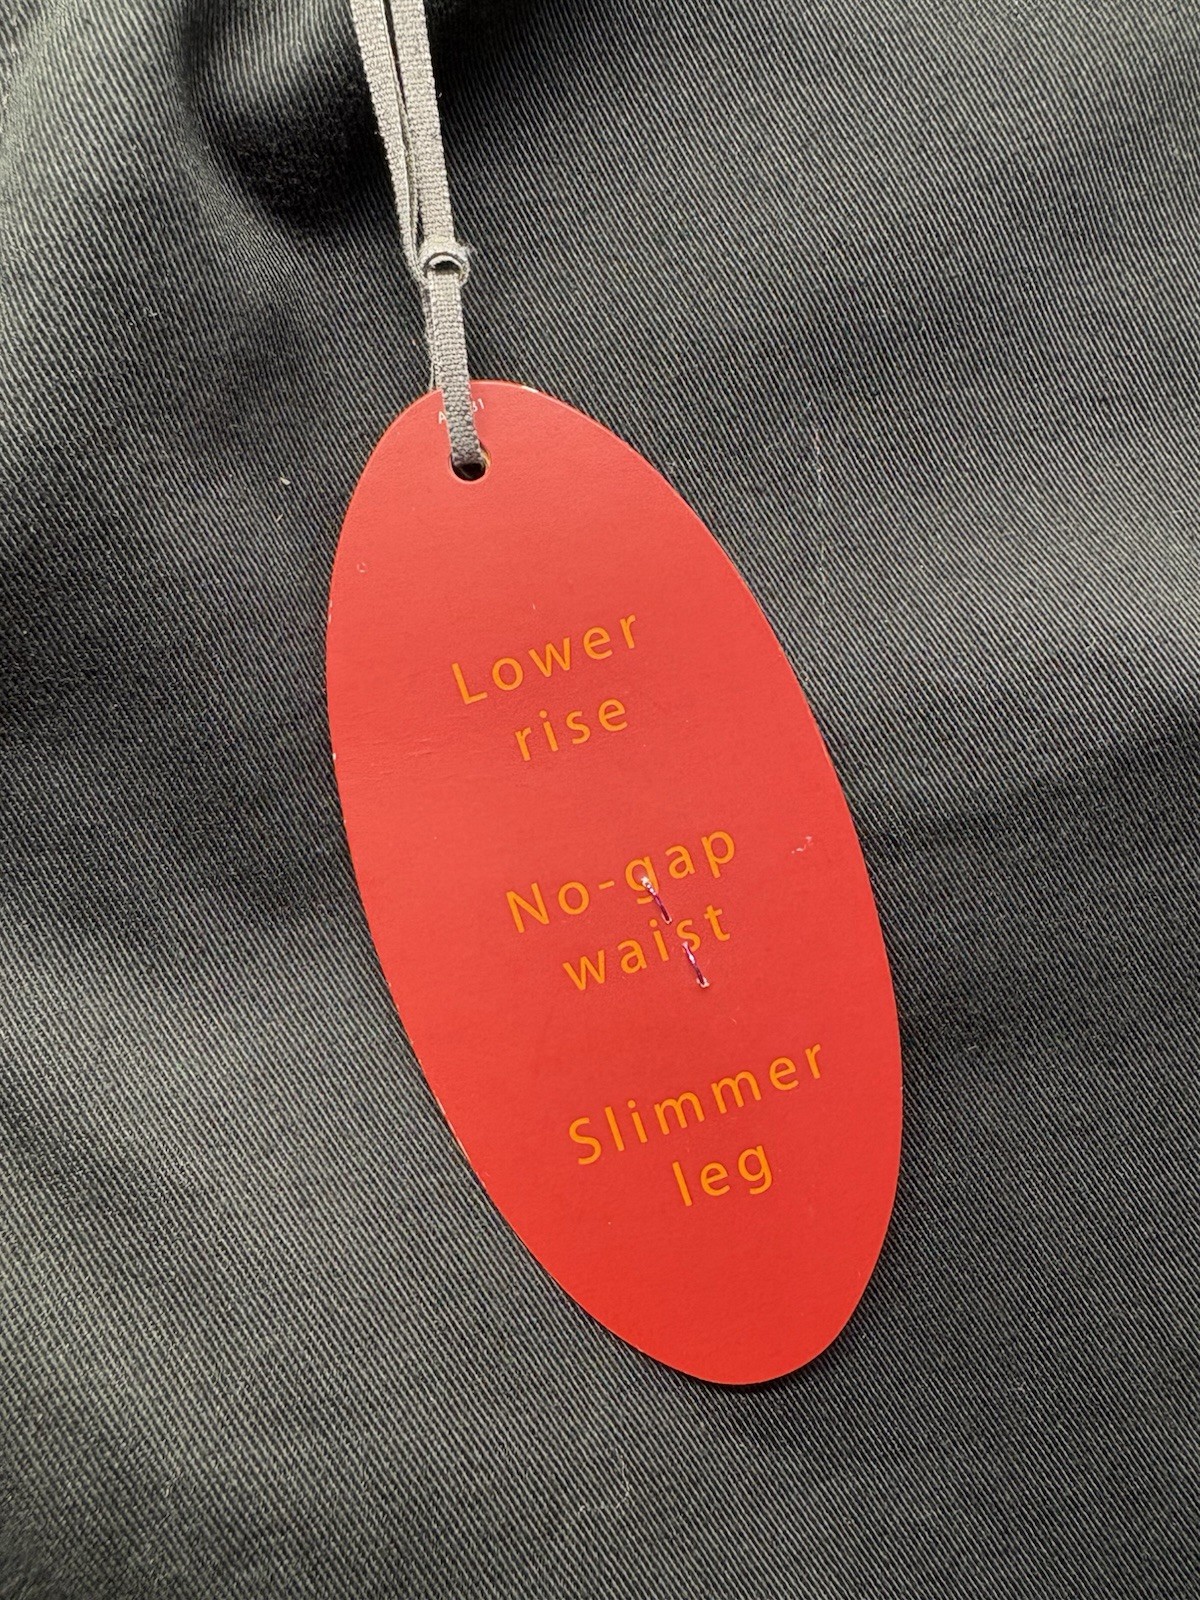 Lower
rise
No-gap
waist
Slimmer
leg